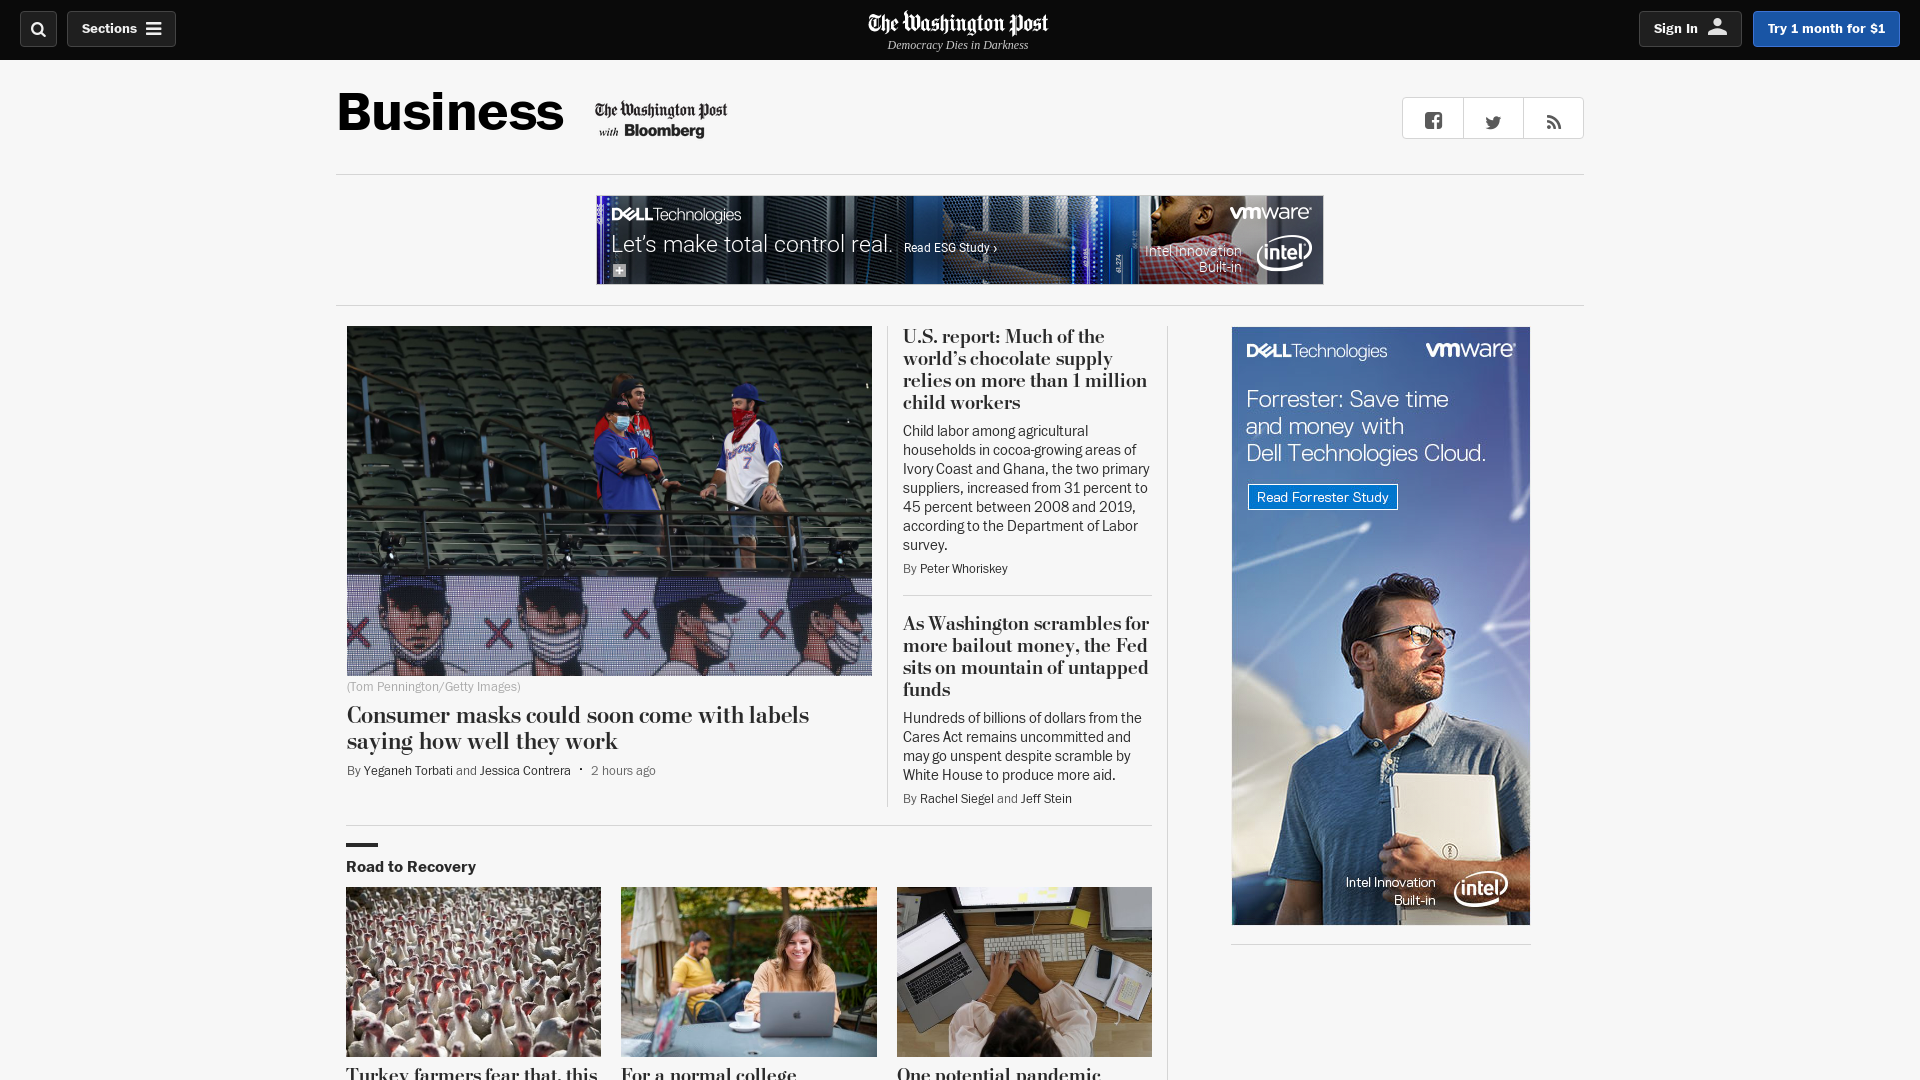 Sections
The Washington Post
Democracy Dies in Darkness
Sign In
Try 1 month for $1
Business
The Washington Post
with Bloomberg
DELLTechnologies
Let's make total control real. Read ESG Study ›
vmware®
Intel Innovation
Built-in
intel
(Tom Pennington/Getty Images)
Consumer masks could soon come with labels
saying how well they work
By Yeganeh Torbati and Jessica Contrera • 2 hours ago
U.S. report: Much of the
world’s chocolate supply
relies on more than 1 million
child workers
Child labor among agricultural
households in cocoa-growing areas of
Ivory Coast and Ghana, the two primary
suppliers, increased from 31 percent to
45 percent between 2008 and 2019,
according to the Department of Labor
survey.
By Peter Whoriskey
As Washington scrambles for
more bailout money, the Fed
sits on mountain of untapped
funds
Hundreds of billions of dollars from the
Cares Act remains uncommitted and
may go unspent despite scramble by
White House to produce more aid.
By Rachel Siegel and Jeff Stein
DELLTechnologies
vmware®
Forrester: Save time
and money with
Dell Technologies Cloud.
Read Forrester Study
Intel Innovation
Built-in
intel
Road to Recovery
Turkey farmers fear that, this
For a normal college
One potential pandemic